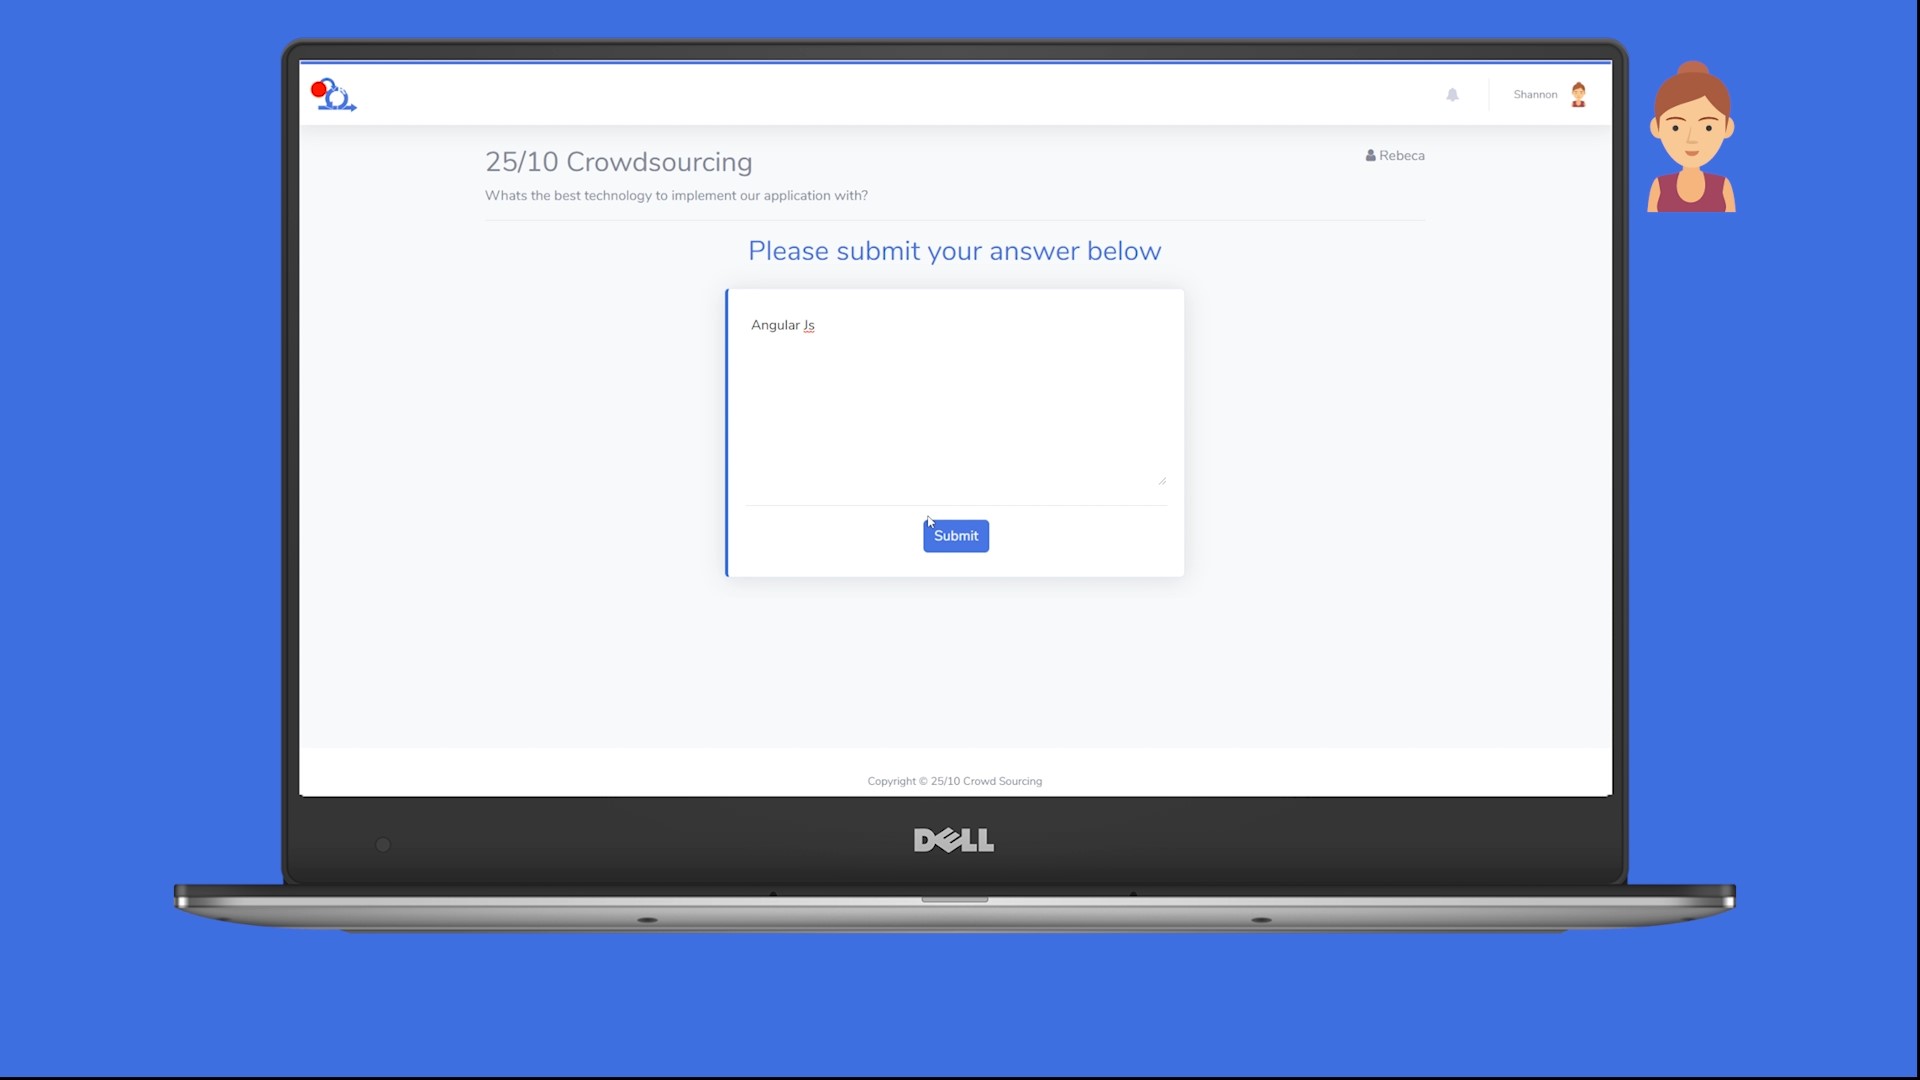 Shannon
25/10 Crowdsourcing
Rebeca
Whats the best technology to implement our application with?
Please submit your answer below
Angular Js
Submit
Copyright © 25/10 Crowd Sourcing
DELL